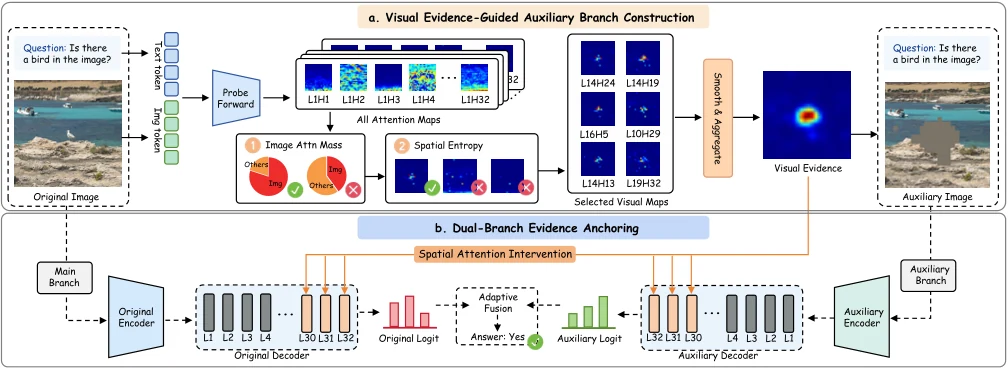 a. Visual Evidence-Guided Auxiliary Branch Construction
Question: Is there
a bird in the image?
Original Image
Text token
Img token
Probe
Forward
L1H1
L1H2
L1H3
L1H4
...
L1H32
32
All Attention Maps
1 Image Attn Mass
Others
Img
Others
Img
2 Spatial Entropy
L14H24
L14H19
L16H5
L10H29
L14H13
L19H32
Selected Visual Maps
Smooth & Aggregate
Visual Evidence
Question: Is there
a bird in the image?
Auxiliary Image
b. Dual-Branch Evidence Anchoring
Spatial Attention Intervention
Main
Branch
Original
Encoder
L1 L2 L3 L4 ... L30 L31 L32
Original Decoder
Original Logit
Adaptive
Fusion
Answer: Yes
Auxiliary Logit
L32 L31 L30 ... L4 L3 L2 L1
Auxiliary Decoder
Auxiliary
Encoder
Auxiliary
Branch